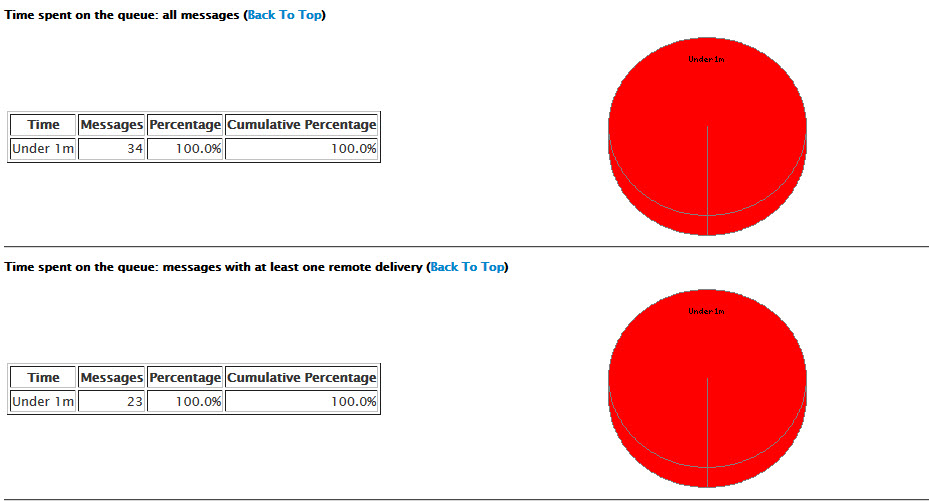 Time spent on the queue: all messages (Back To Top)
Under 1m
Time Messages Percentage Cumulative Percentage
Under 1m 34 100.0% 100.0%
Time spent on the queue: messages with at least one remote delivery (Back To Top)
Under 1m
Time Messages Percentage Cumulative Percentage
Under 1m 23 100.0% 100.0%